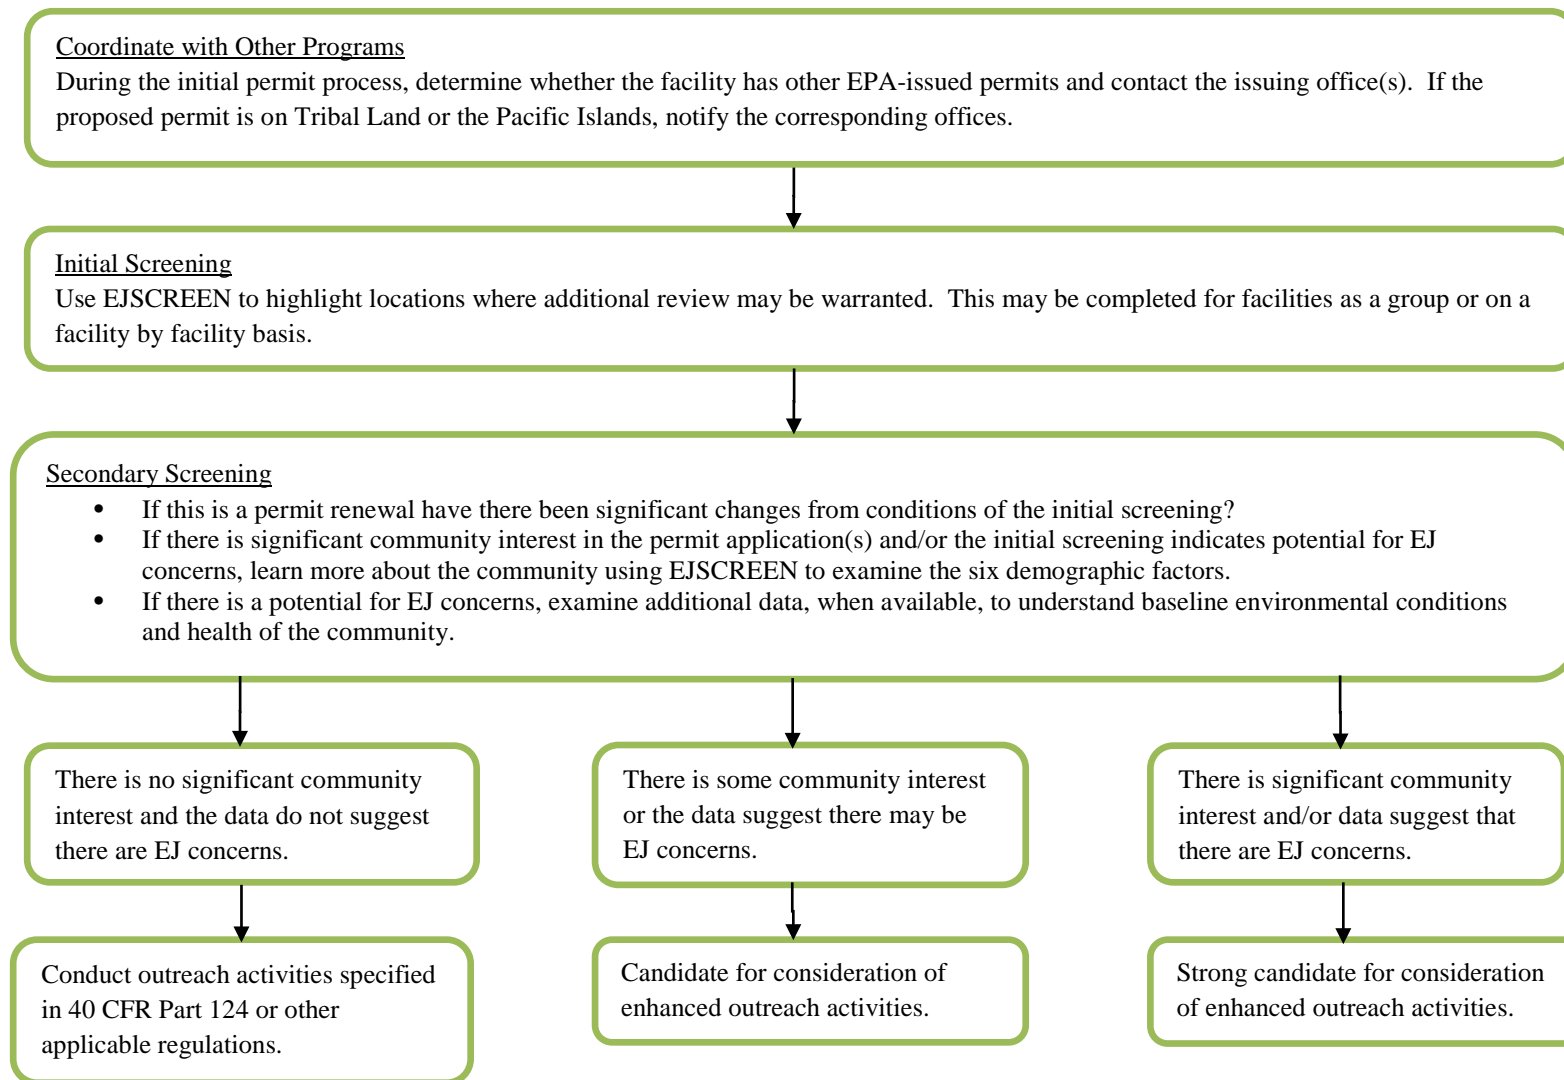 Coordinate with Other Programs
During the initial permit process, determine whether the facility has other EPA-issued permits and contact the issuing office(s).  If the
proposed permit is on Tribal Land or the Pacific Islands, notify the corresponding offices.
Initial Screening
Use EJSCREEN to highlight locations where additional review may be warranted.  This may be completed for facilities as a group or on a
facility by facility basis.
Secondary Screening
• If this is a permit renewal have there been significant changes from conditions of the initial screening?
• If there is significant community interest in the permit application(s) and/or the initial screening indicates potential for EJ
concerns, learn more about the community using EJSCREEN to examine the six demographic factors.
• If there is a potential for EJ concerns, examine additional data, when available, to understand baseline environmental conditions
and health of the community.
There is no significant community
interest and the data do not suggest
there are EJ concerns.
There is some community interest
or the data suggest there may be
EJ concerns.
There is significant community
interest and/or data suggest that
there are EJ concerns.
Conduct outreach activities specified
in 40 CFR Part 124 or other
applicable regulations.
Candidate for consideration of
enhanced outreach activities.
Strong candidate for consideration
of enhanced outreach activities.